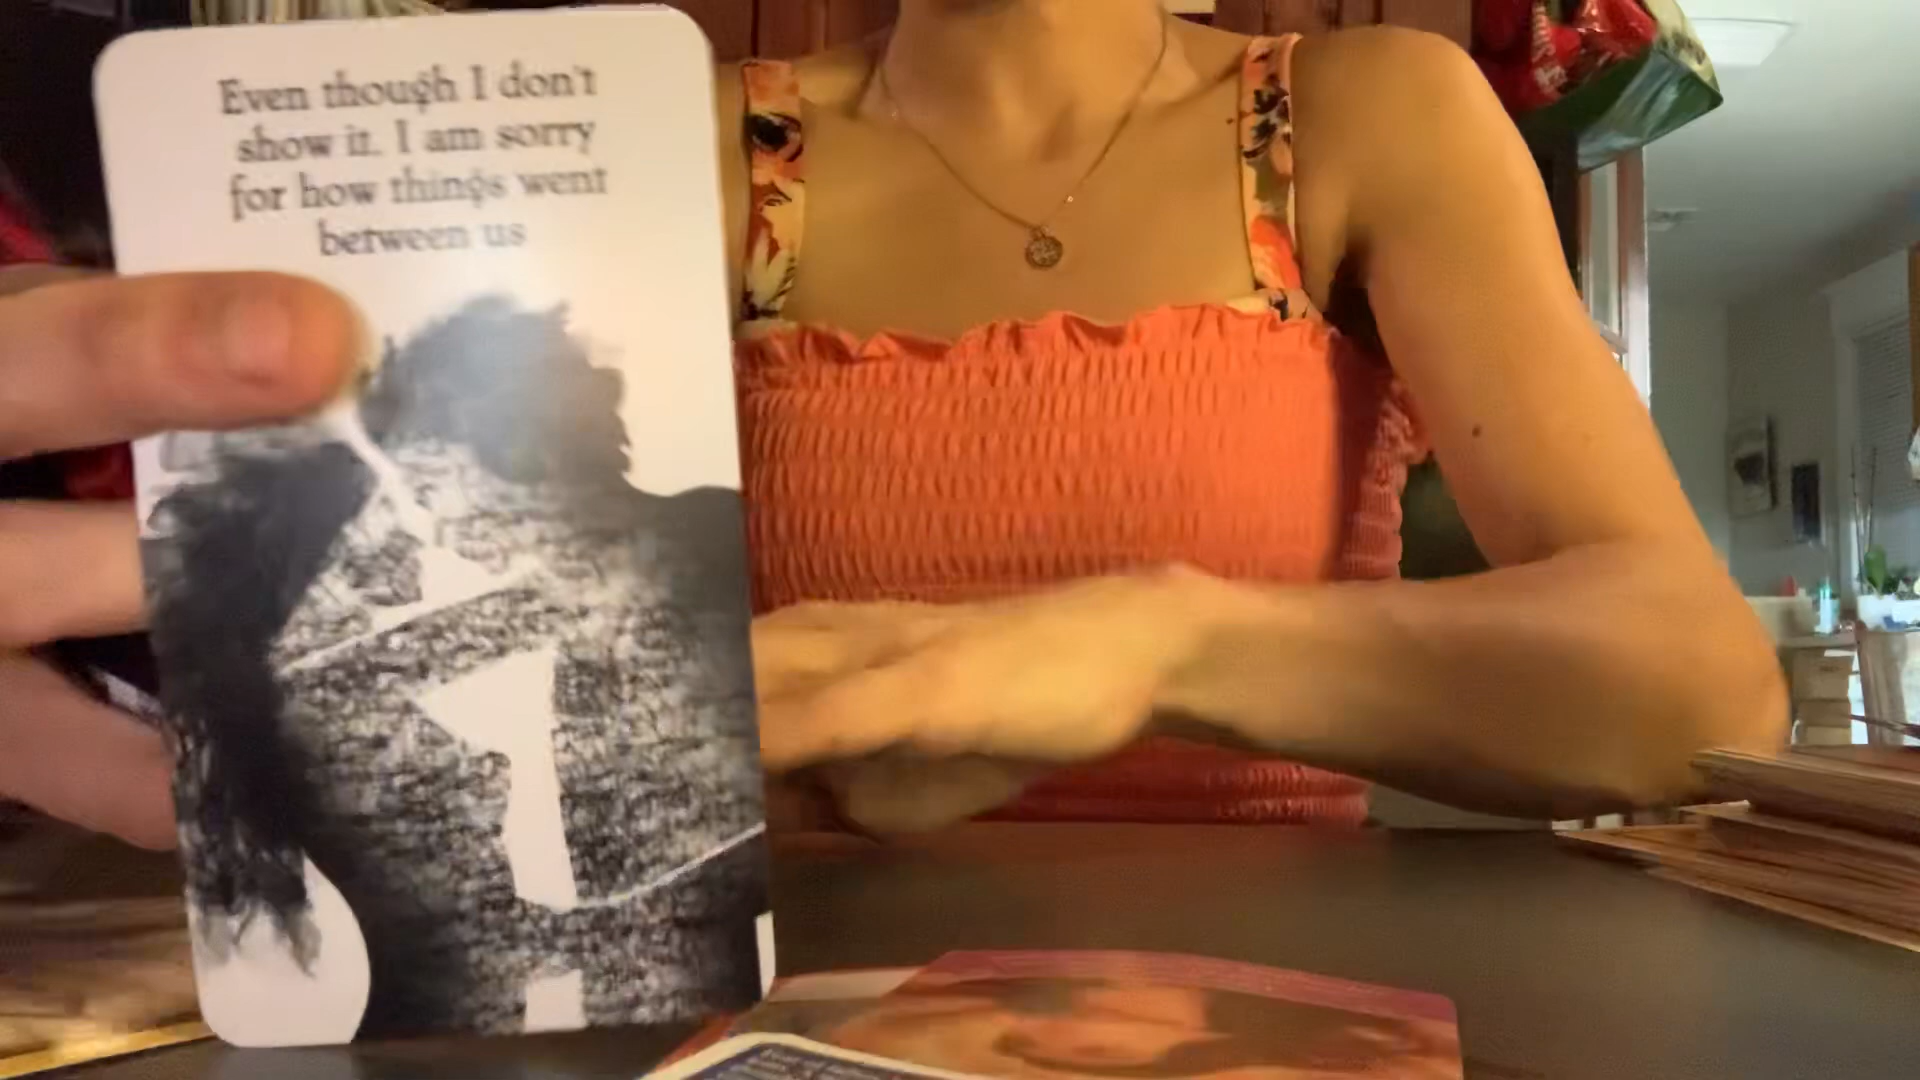 Even though I don't
show it. I am sorry
for how things went
between us